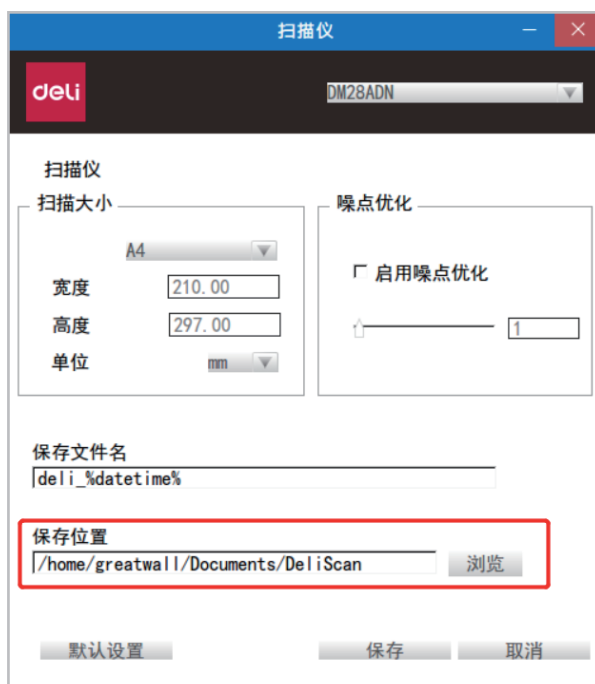 扫描仪
deli
DM28ADN
扫描仪
扫描大小
A4
宽度 210.00
高度 297.00
单位 mm
噪点优化
启用噪点优化
1
保存文件名
deli_%datetime%
保存位置
/home/greatwall/Documents/DeliScan 浏览
默认设置 保存 取消